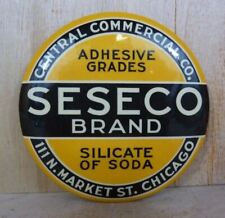 CENTRAL COMMERCIAL CO.
ADHESIVE
GRADES
SESECO
BRAND
SILICATE
OF SODA
111 N. MARKET ST. CHICAGO